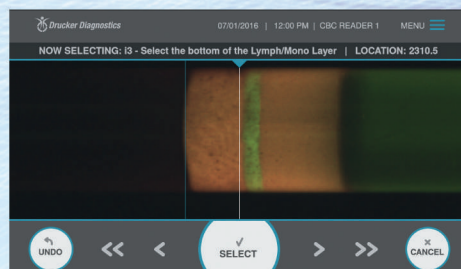 Drucker Diagnostics 07/01/2016 | 12:00 PM | CBC READER 1 MENU
NOW SELECTING: i3 - Select the bottom of the Lymph/Mono Layer | LOCATION: 2310.5
UNDO SELECT CANCEL